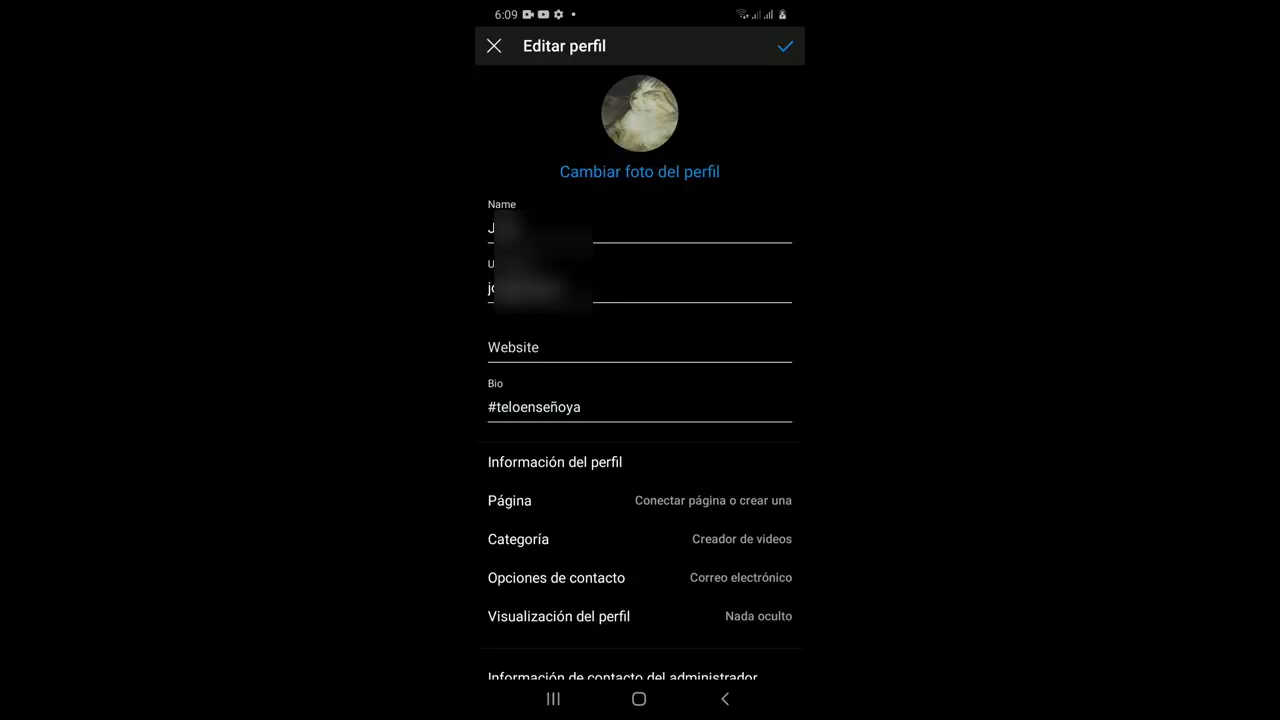 6:09
Editar perfil
Cambiar foto del perfil
Name
Website
Bio
#teloenseñoya
Información del perfil
Página Conectar página o crear una
Categoría Creador de videos
Opciones de contacto Correo electrónico
Visualización del perfil Nada oculto
Información de contacto del administrador